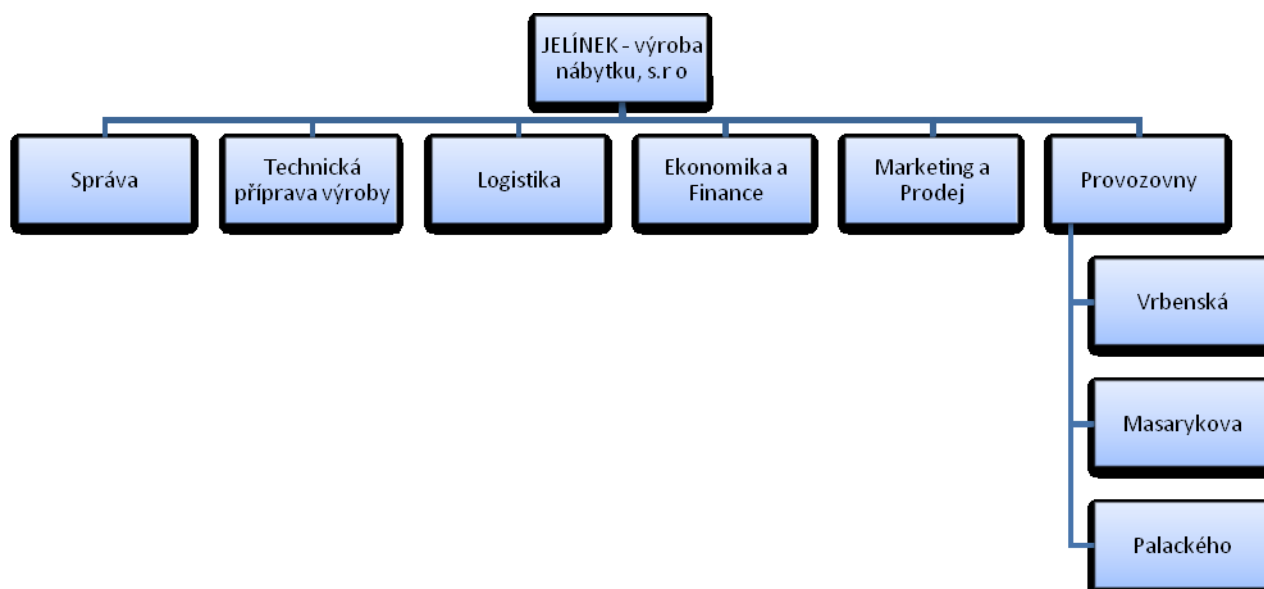 JELÍNEK - výroba
nábytku, s.r o
Správa
Technická
příprava výroby
Logistika
Ekonomika a
Finance
Marketing a
Prodej
Provozovny
Vrbenská
Masarykova
Palackého